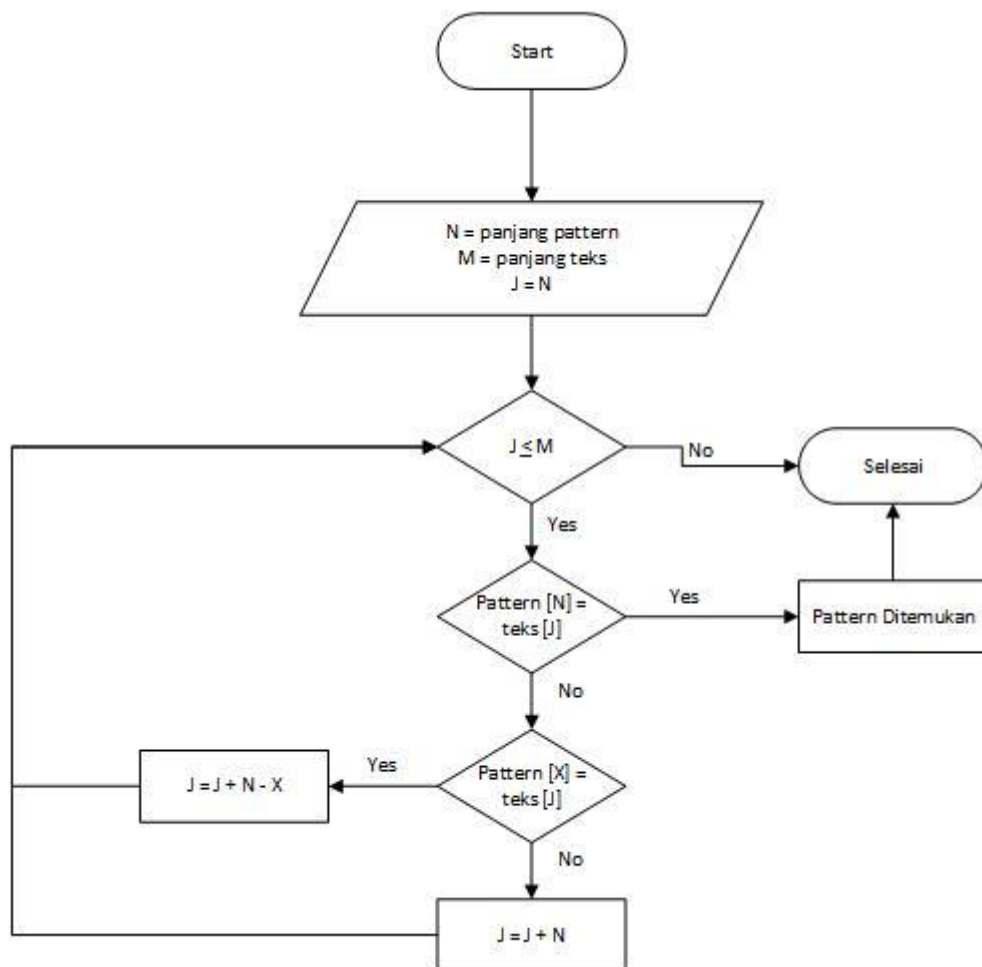 Start
N = panjang pattern
M = panjang teks
J = N
J ≤ M
No
Selesai
Yes
Pattern [N] =
teks [J]
Yes
Pattern Ditemukan
No
J = J + N - X
Yes
Pattern [X] =
teks [J]
No
J = J + N